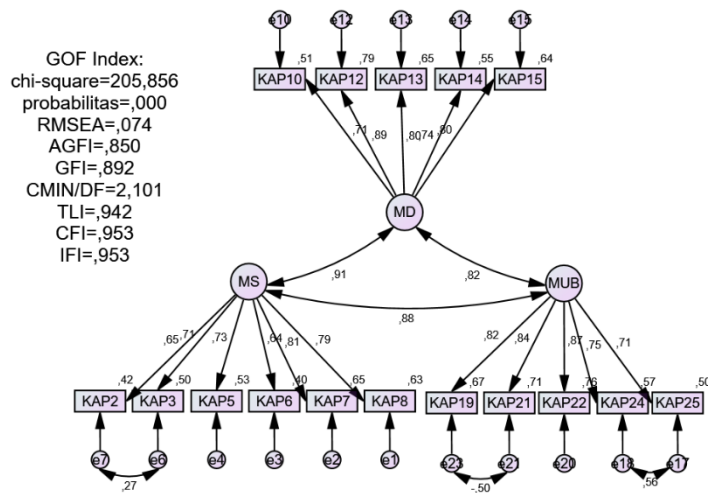 e10 e12 e13 e14 e15
GOF Index:
chi-square=205,856
probabilitas=,000
RMSEA=,074
AGFI=,850
GFI=,892
CMIN/DF=2,101
TLI=,942
CFI=,953
IFI=,953
,51 ,79 ,65 ,55 ,64
KAP10 KAP12 KAP13 KAP14 KAP15
,71 ,89 ,80 ,74 ,80
MD
,91 ,82
MS MUB
,88
,65 ,71 ,73 ,64 ,81 ,79 ,82 ,84 ,87 ,75 ,71
,42 ,50 ,53 ,40 ,65 ,63 ,67 ,71 ,76 ,57 ,50
KAP2 KAP3 KAP5 KAP6 KAP7 KAP8 KAP19 KAP21 KAP22 KAP24 KAP25
e7 e6 e4 e3 e2 e1 e23 e21 e20 e18 e17
,27 -,50 ,56